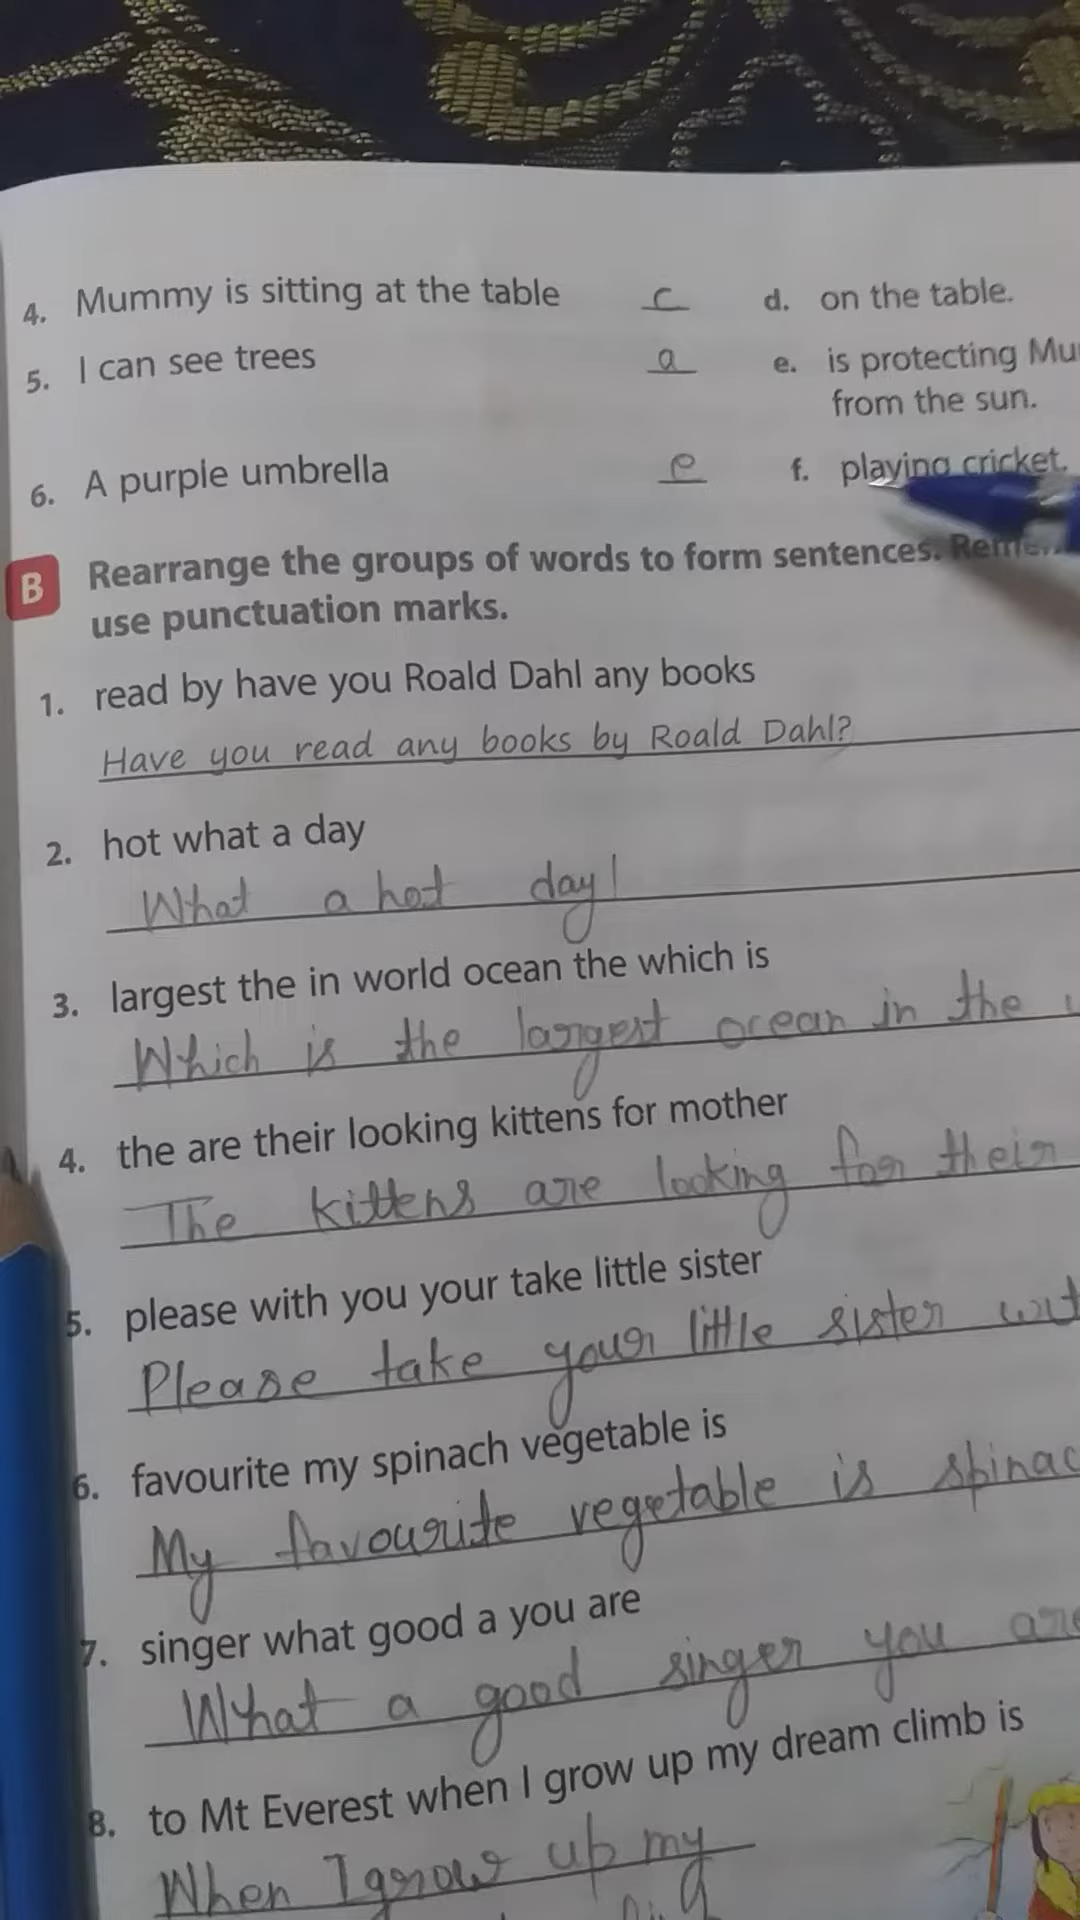 4. Mummy is sitting at the table c d. on the table.
5. I can see trees a e. is protecting
from the sun.
6. A purple umbrella e f. playing cricket.
B Rearrange the groups of words to form sentences.
use punctuation marks.
1. read by have you Roald Dahl any books
Have you read any books by Roald Dahl?
2. hot what a day
What a hot day!
3. largest the in world ocean the which is
Which is the largest ocean in the
4. the are their looking kittens for mother
The kittens are looking for their
5. please with you your take little sister
Please take your little sister
6. favourite my spinach vegetable is
My favourite vegetable is
7. singer what good a you are
What a good singer you
8. to Mt Everest when I grow up my dream climb is
When I grow up my